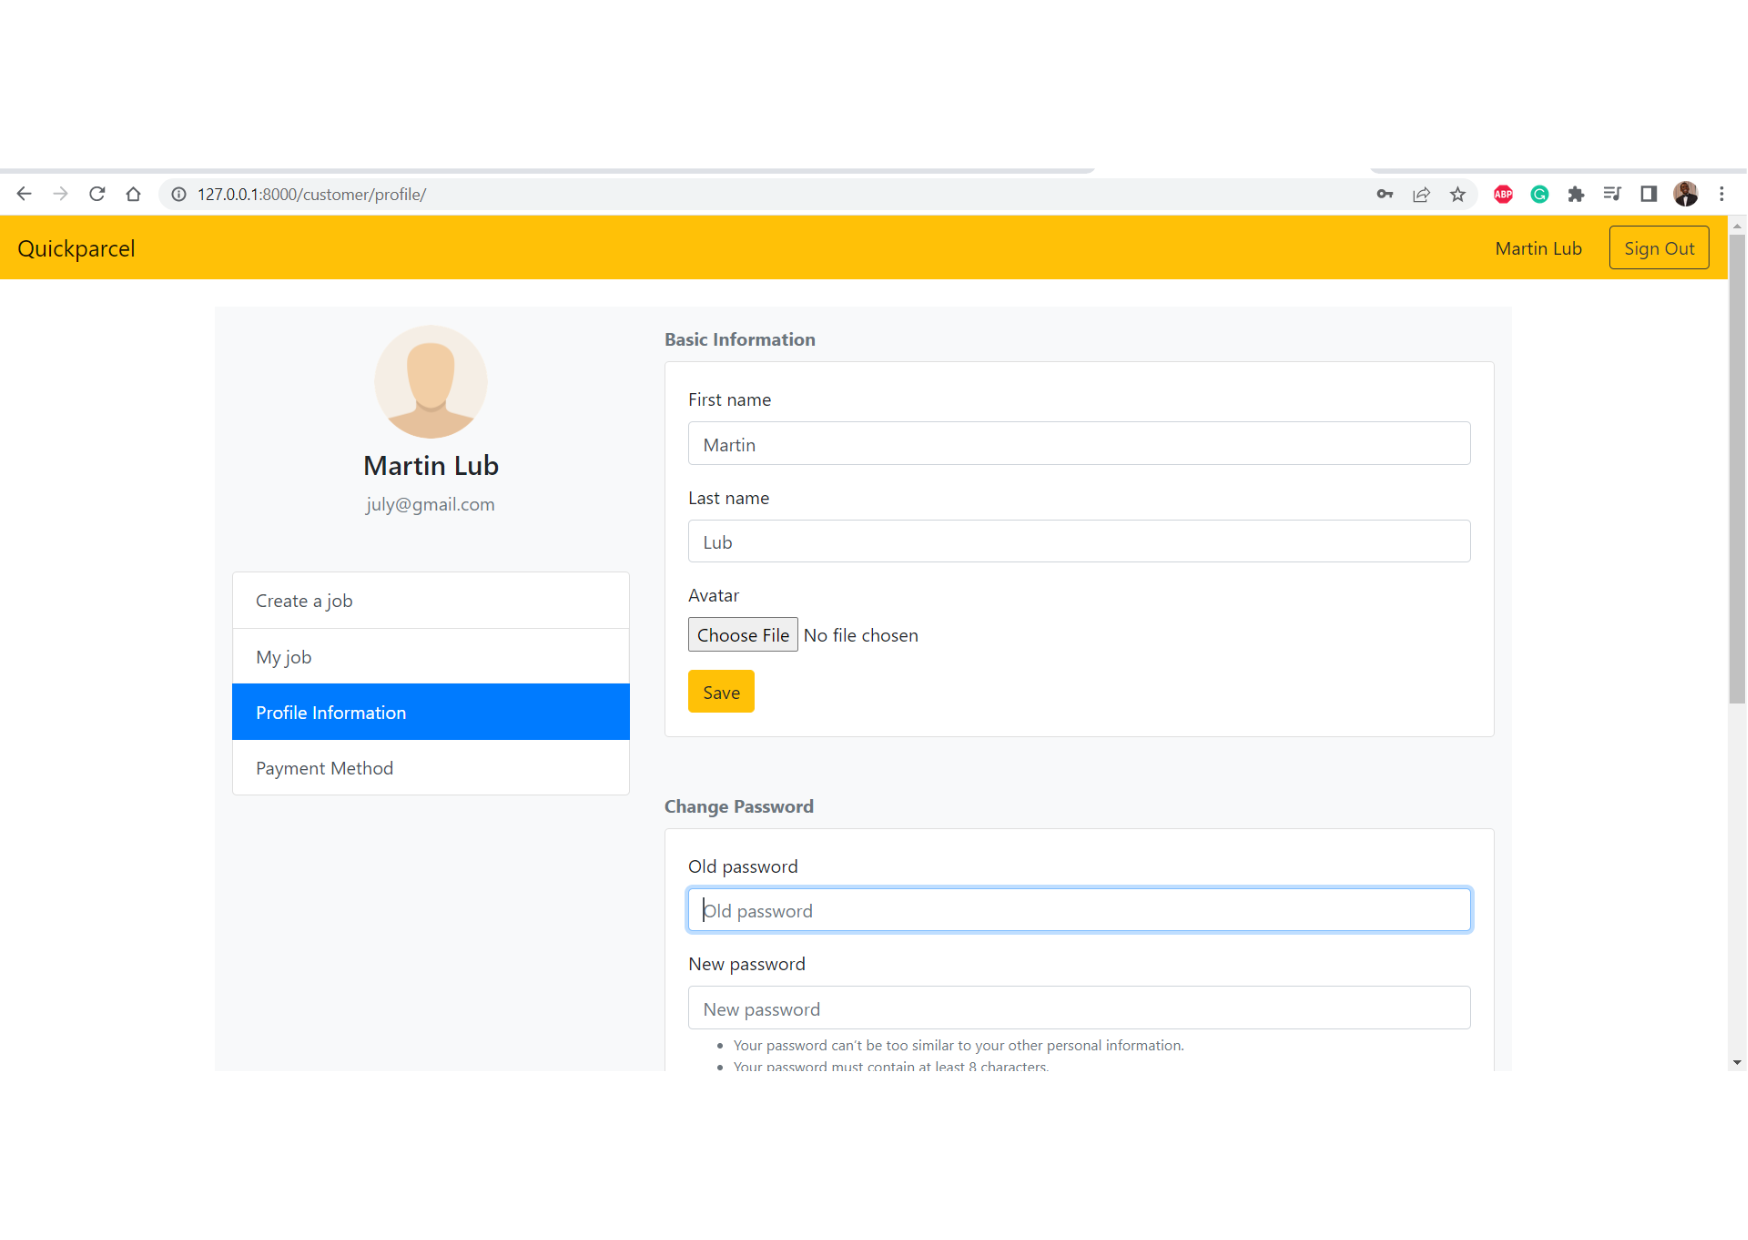 127.0.0.1:8000/customer/profile/
ABP
Quickparcel
Martin Lub
Sign Out
Martin Lub
july@gmail.com
Create a job
My job
Profile Information
Payment Method
Basic Information
First name
Martin
Last name
Lub
Avatar
Choose File No file chosen
Save
Change Password
Old password
Old password
New password
New password
Your password can't be too similar to your other personal information.
Your password must contain at least 8 characters.